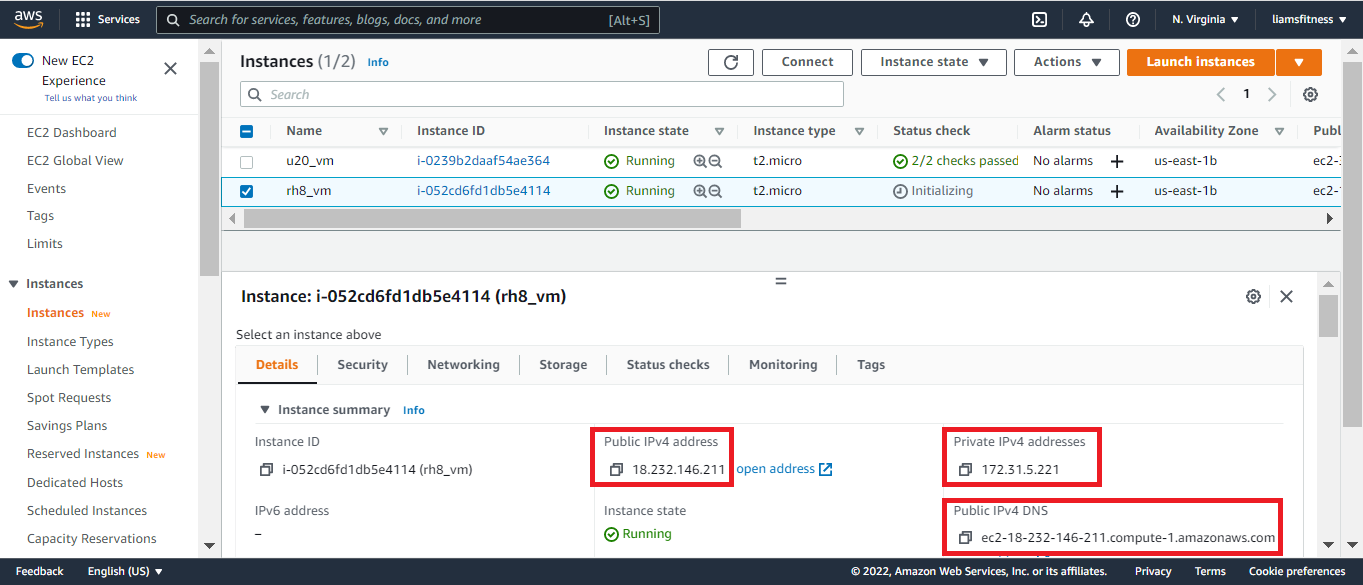 aws Services Search for services, features, blogs, docs, and more [Alt+S] N. Virginia ▼ liamsfitness ▼
New EC2
Experience
Tell us what you think
EC2 Dashboard
EC2 Global View
Events
Tags
Limits
Instances
Instances New
Instance Types
Launch Templates
Spot Requests
Savings Plans
Reserved Instances New
Dedicated Hosts
Scheduled Instances
Capacity Reservations
Instances (1/2) Info
Connect Instance state ▼ Actions ▼ Launch instances ▼
Search
1
Name Instance ID Instance state Instance type Status check Alarm status Availability Zone Publ
u20_vm i-0239b2daaf54ae364 Running t2.micro 2/2 checks passed No alarms + us-east-1b ec2-3
rh8_vm i-052cd6fd1db5e4114 Running t2.micro Initializing No alarms + us-east-1b ec2-1
Instance: i-052cd6fd1db5e4114 (rh8_vm)
Select an instance above
Details Security Networking Storage Status checks Monitoring Tags
▼ Instance summary Info
Instance ID
i-052cd6fd1db5e4114 (rh8_vm)
Public IPv4 address
18.232.146.211 open address
Private IPv4 addresses
172.31.5.221
IPv6 address
–
Instance state
Running
Public IPv4 DNS
ec2-18-232-146-211.compute-1.amazonaws.com
Feedback English (US) ▼ © 2022, Amazon Web Services, Inc. or its affiliates. Privacy Terms Cookie preferences